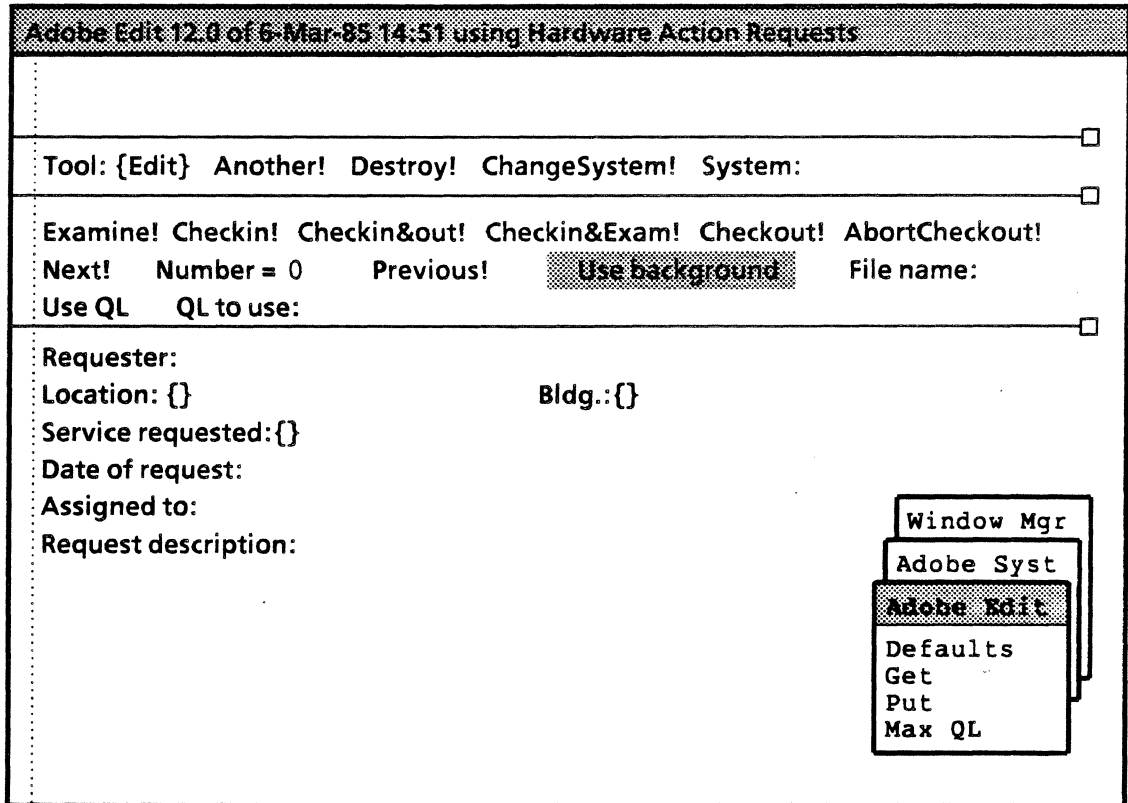 Adobe Edit 12.0 of 6-Mar-85 14:51 using Hardware Action Requests
Tool: {Edit} Another! Destroy! ChangeSystem! System:
Examine! Checkin! Checkin&out! Checkin&Exam! Checkout! AbortCheckout!
Next! Number = 0 Previous! Use background File name:
Use QL QL to use:
Requester:
Location: {} Bldg.:{}
Service requested:{}
Date of request:
Assigned to:
Request description:
Window Mgr
Adobe Syst
Adobe Edit
Defaults
Get
Put
Max QL